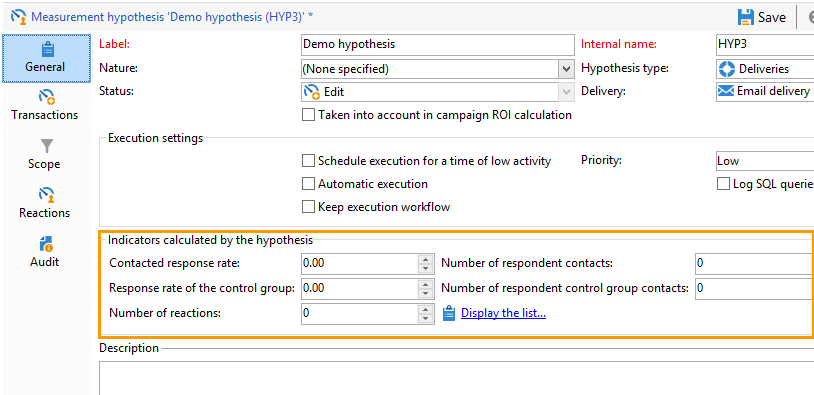 Measurement hypothesis 'Demo hypothesis (HYP3)' *
Save
General
Transactions
Scope
Reactions
Audit
Label: Demo hypothesis Internal name: HYP3
Nature: (None specified) Hypothesis type: Deliveries
Status: Edit Delivery: Email delivery
Taken into account in campaign ROI calculation
Execution settings
Schedule execution for a time of low activity Priority: Low
Automatic execution Log SQL querie
Keep execution workflow
Indicators calculated by the hypothesis
Contacted response rate: 0.00 Number of respondent contacts: 0
Response rate of the control group: 0.00 Number of respondent control group contacts: 0
Number of reactions: 0 Display the list...
Description